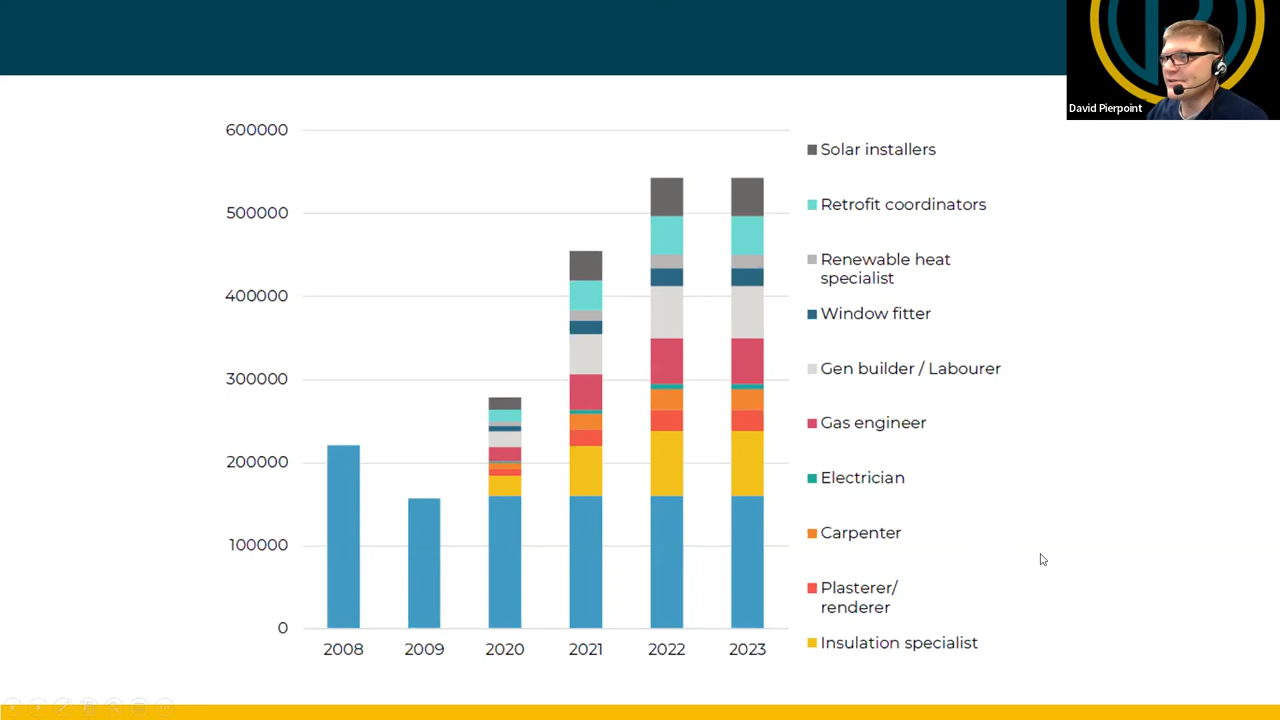 David Pierpoint
600000
500000
400000
300000
200000
100000
0
2008 2009 2020 2021 2022 2023
Solar installers
Retrofit coordinators
Renewable heat
specialist
Window fitter
Gen builder / Labourer
Gas engineer
Electrician
Carpenter
Plasterer/
renderer
Insulation specialist